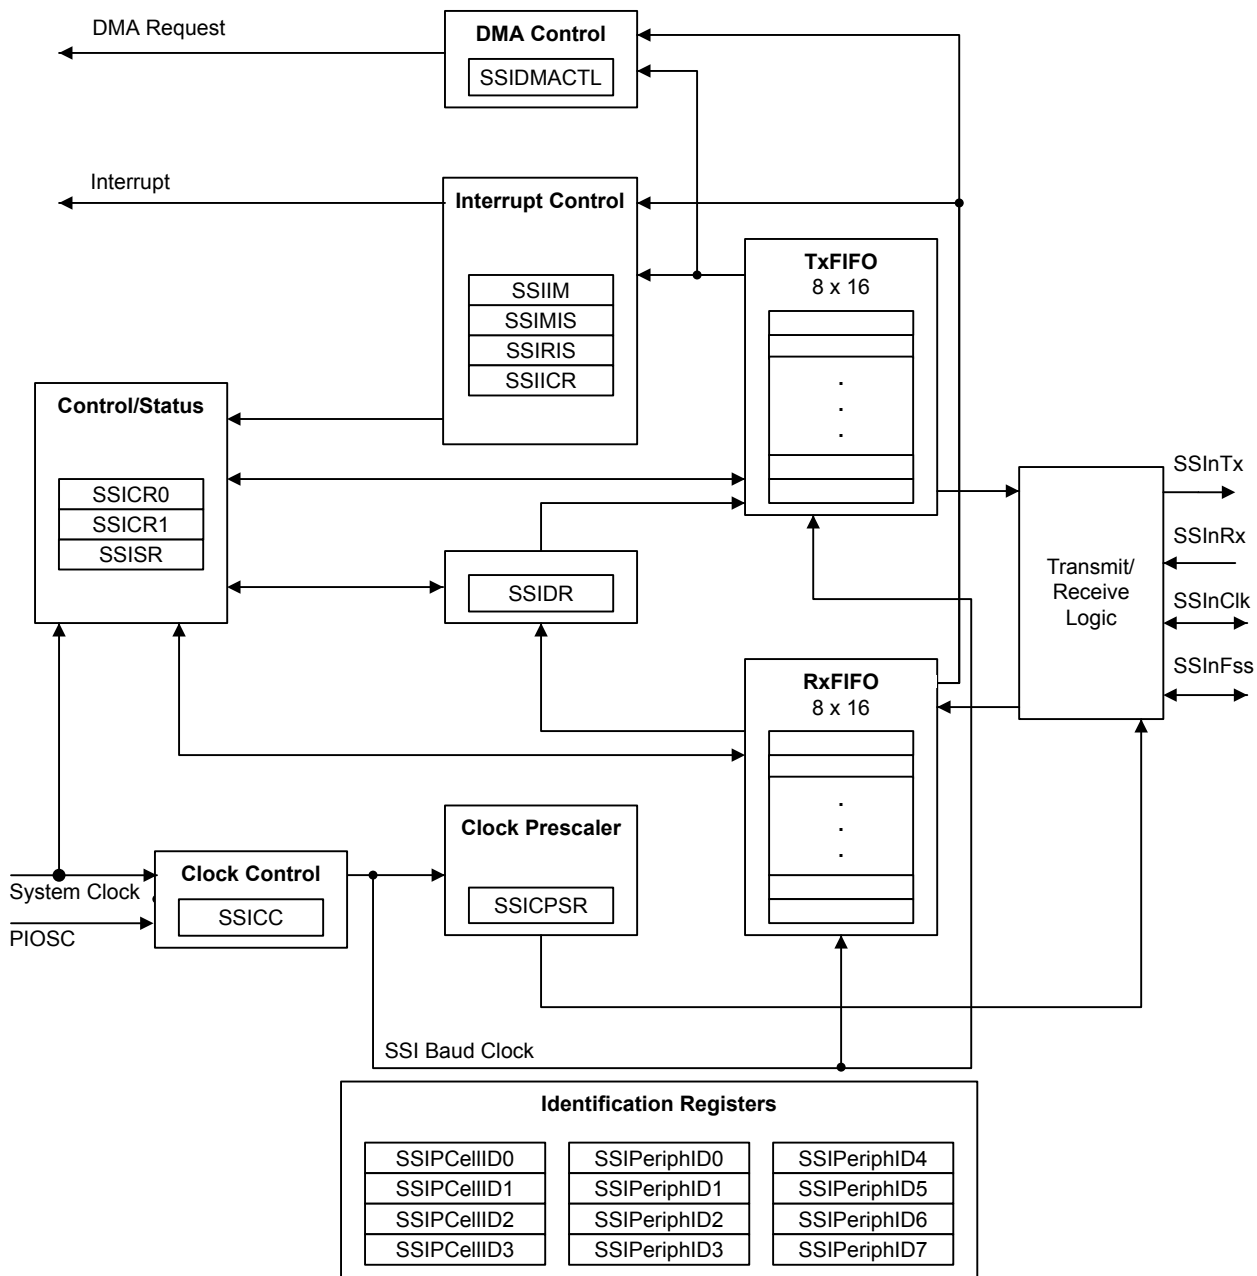 DMA Request
DMA Control
SSIDMACTL
Interrupt
Interrupt Control
SSIIM
SSIMIS
SSIRIS
SSIICR
TxFIFO
8 x 16
.
.
.
Control/Status
SSICR0
SSICR1
SSISR
SSIDR
Transmit/
Receive
Logic
SSInTx
SSInRx
SSInClk
SSInFss
RxFIFO
8 x 16
.
.
.
Clock Prescaler
SSICPSR
Clock Control
SSICC
System Clock
PIOSC
SSI Baud Clock
Identification Registers
SSIPCellID0
SSIPCellID1
SSIPCellID2
SSIPCellID3
SSIPeriphID0
SSIPeriphID1
SSIPeriphID2
SSIPeriphID3
SSIPeriphID4
SSIPeriphID5
SSIPeriphID6
SSIPeriphID7